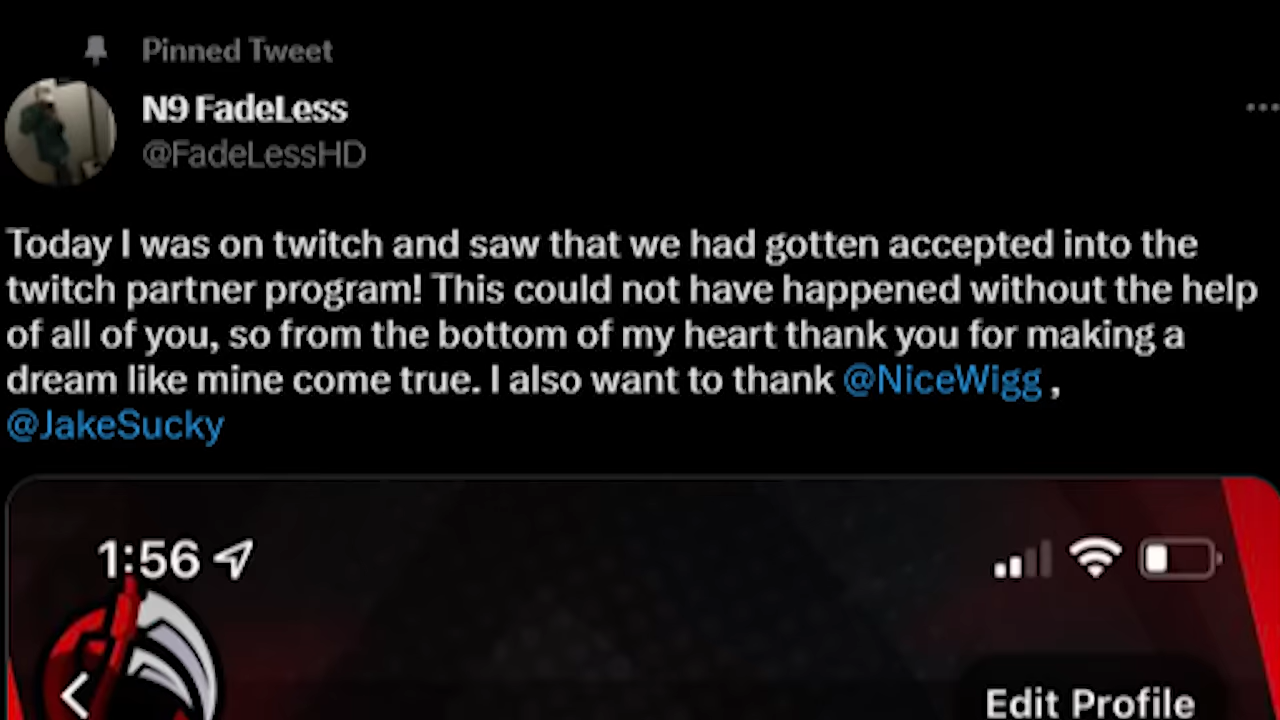 Pinned Tweet
N9 FadeLess
@FadeLessHD
Today I was on twitch and saw that we had gotten accepted into the
twitch partner program! This could not have happened without the help
of all of you, so from the bottom of my heart thank you for making a
dream like mine come true. I also want to thank @NiceWigg ,
@JakeSucky
1:56
Edit Profile